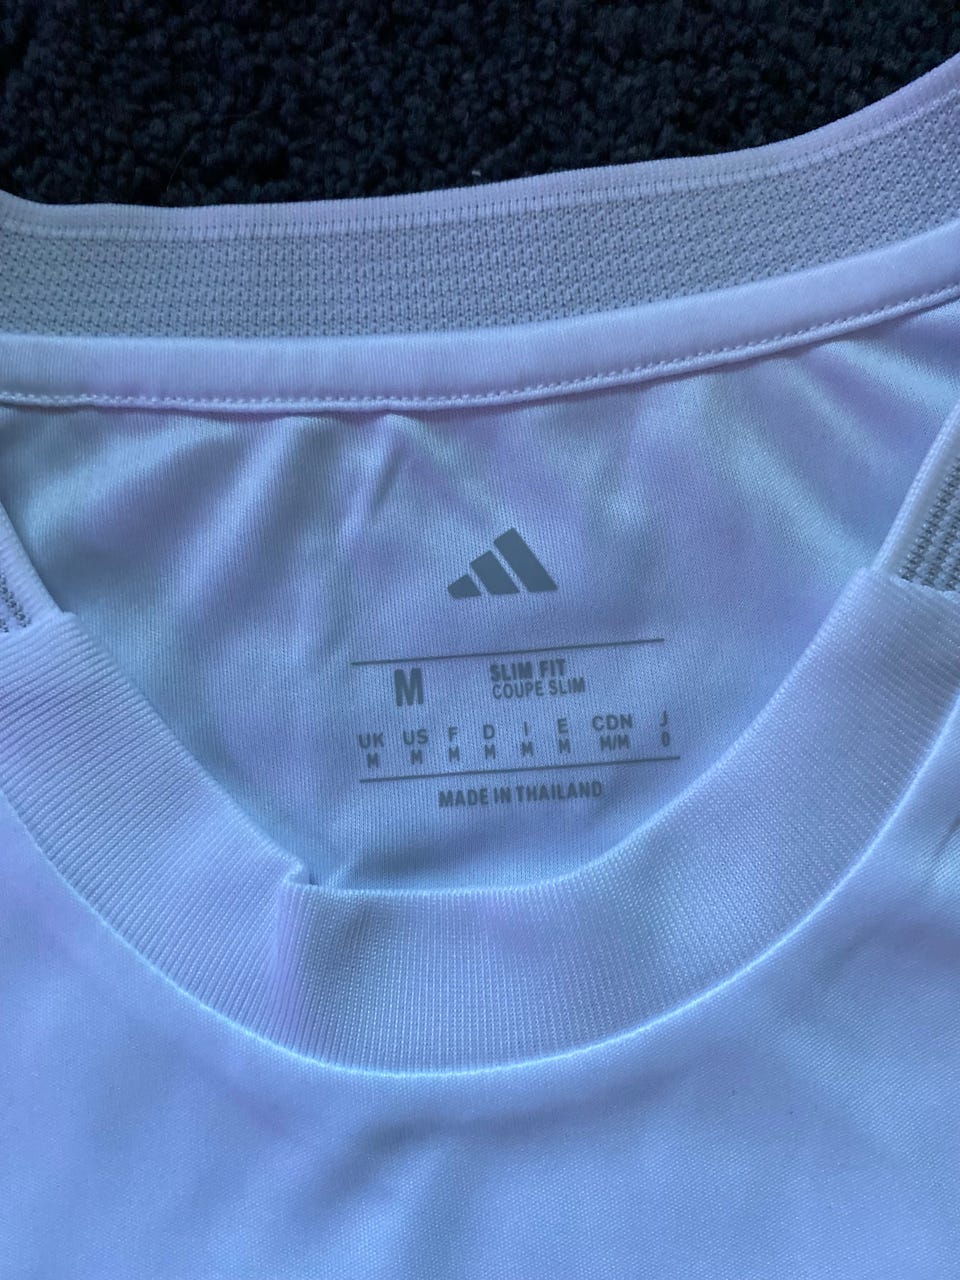 M SLIM FIT
COUPE SLIM
UK US F D I E CDN J
M M M M M M M/M O
MADE IN THAILAND